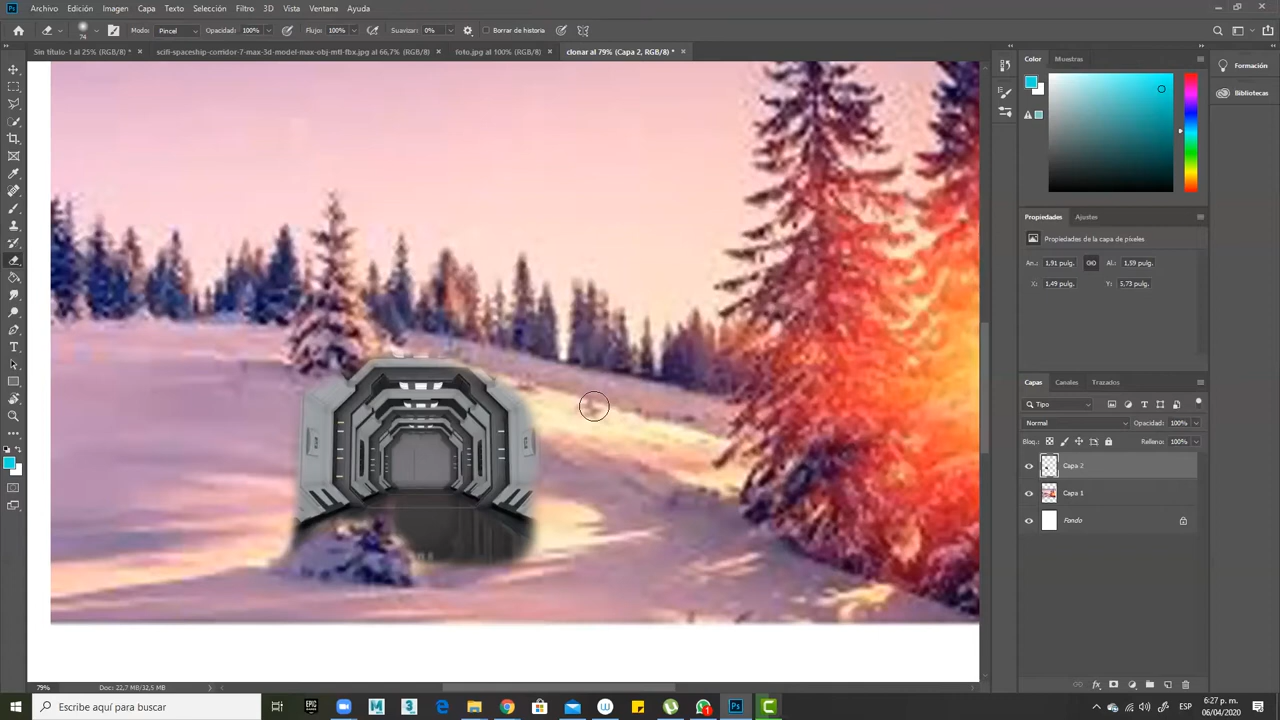 Archivo Edición Imagen Capa Texto Selección Filtro 3D Vista Ventana Ayuda
74 Modo: Pincel Opacidad: 100% Flujo: 100% Suavizar: 0% Borrar de historia
Sin título-1 al 25% (RGB/8) * × scifi-spaceship-corridor-7-max-3d-model-max-obj-mtl-fbx.jpg al 66,7% (RGB/8) × foto.jpg al 100% (RGB/8) × clonar al 79% (Capa 2, RGB/8) * ×
Color Muestras
Formación
Bibliotecas
Propiedades Ajustes
Propiedades de la capa de píxeles
An.: 1,91 pulg. Al.: 1,59 pulg.
X: 1,49 pulg. Y: 5,73 pulg.
Capas Canales Trazados
Tipo
Normal Opacidad: 100%
Bloq.: Relleno: 100%
Capa 2
Capa 1
Fondo
79% Doc: 22,7 MB/32,5 MB
Escribe aquí para buscar
ESP
6:27 p. m.
06/04/2020